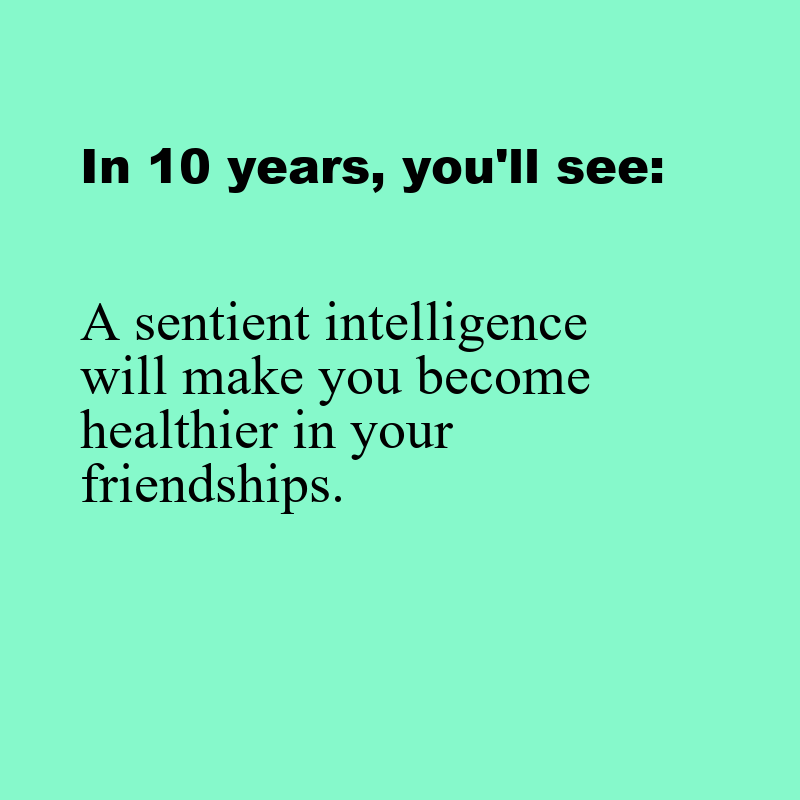 In 10 years, you'll see:
A sentient intelligence
will make you become
healthier in your
friendships.